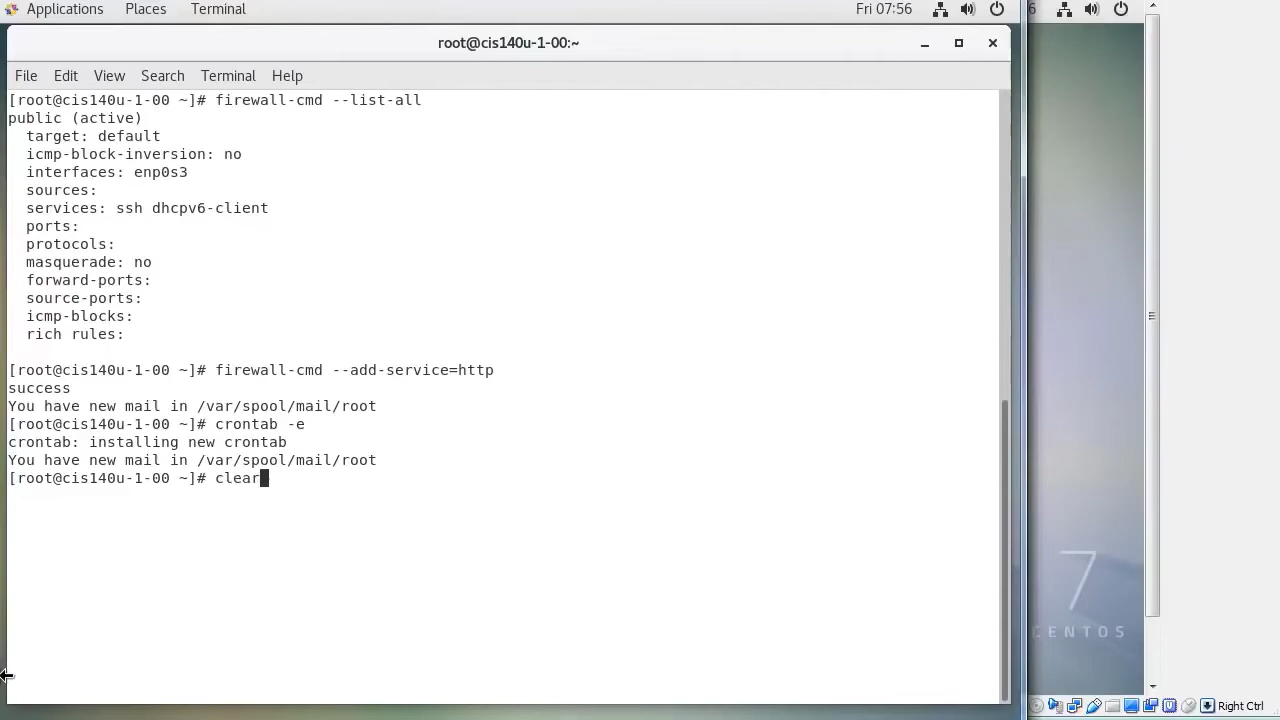 Applications Places Terminal Fri 07:56
6
root@cis140u-1-00:~
File Edit View Search Terminal Help
[root@cis140u-1-00 ~]# firewall-cmd --list-all
public (active)
  target: default
  icmp-block-inversion: no
  interfaces: enp0s3
  sources:
  services: ssh dhcpv6-client
  ports:
  protocols:
  masquerade: no
  forward-ports:
  source-ports:
  icmp-blocks:
  rich rules:
[root@cis140u-1-00 ~]# firewall-cmd --add-service=http
success
You have new mail in /var/spool/mail/root
[root@cis140u-1-00 ~]# crontab -e
crontab: installing new crontab
You have new mail in /var/spool/mail/root
[root@cis140u-1-00 ~]# clear
7
CENTOS
Right Ctrl